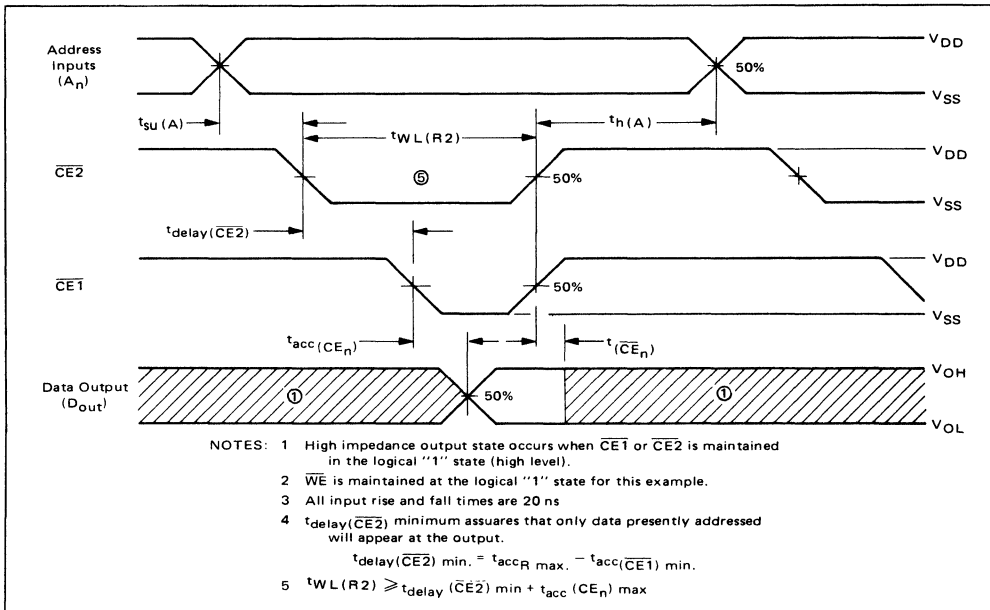 Address
Inputs
(An)
VDD
50%
VSS
tsu(A)
tWL(R2)
th(A)
CE2
⑤
50%
VDD
VSS
tdelay(CE2)
CE1
50%
VDD
VSS
tacc(CEn)
t(CEn)
Data Output
(Dout)
①
50%
①
VOH
VOL
NOTES: 1 High impedance output state occurs when CE1 or CE2 is maintained
in the logical "1" state (high level).
2 WE is maintained at the logical "1" state for this example.
3 All input rise and fall times are 20 ns
4 tdelay(CE2) minimum assuares that only data presently addressed
will appear at the output.
tdelay(CE2) min. = taccR max. − tacc(CE1) min.
5 tWL(R2) ⩾ tdelay (CE2) min + tacc (CEn) max